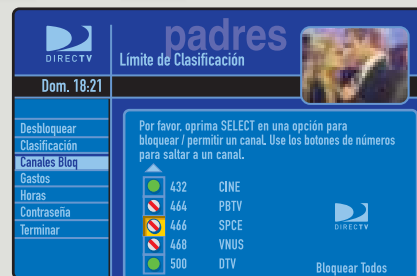 padres
DIRECTV
Límite de Clasificación
Dom. 18:21
Desbloquear
Clasificación
Canales Bloq
Gastos
Horas
Contraseña
Terminar
Por favor, oprima SELECT en una opción para
bloquear / permitir un canal. Use los botones de números
para saltar a un canal.
432 CINE
464 PBTV
466 SPCE
468 VNUS
500 DTV
DIRECTV
Bloquear Todos